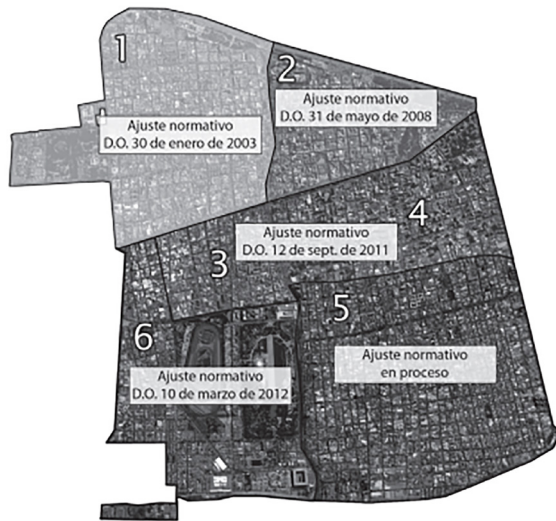 1
Ajuste normativo
D.O. 30 de enero de 2003
2
Ajuste normativo
D.O. 31 de mayo de 2008
4
Ajuste normativo
D.O. 12 de sept. de 2011
3
5
6
Ajuste normativo
en proceso
Ajuste normativo
D.O. 10 de marzo de 2012